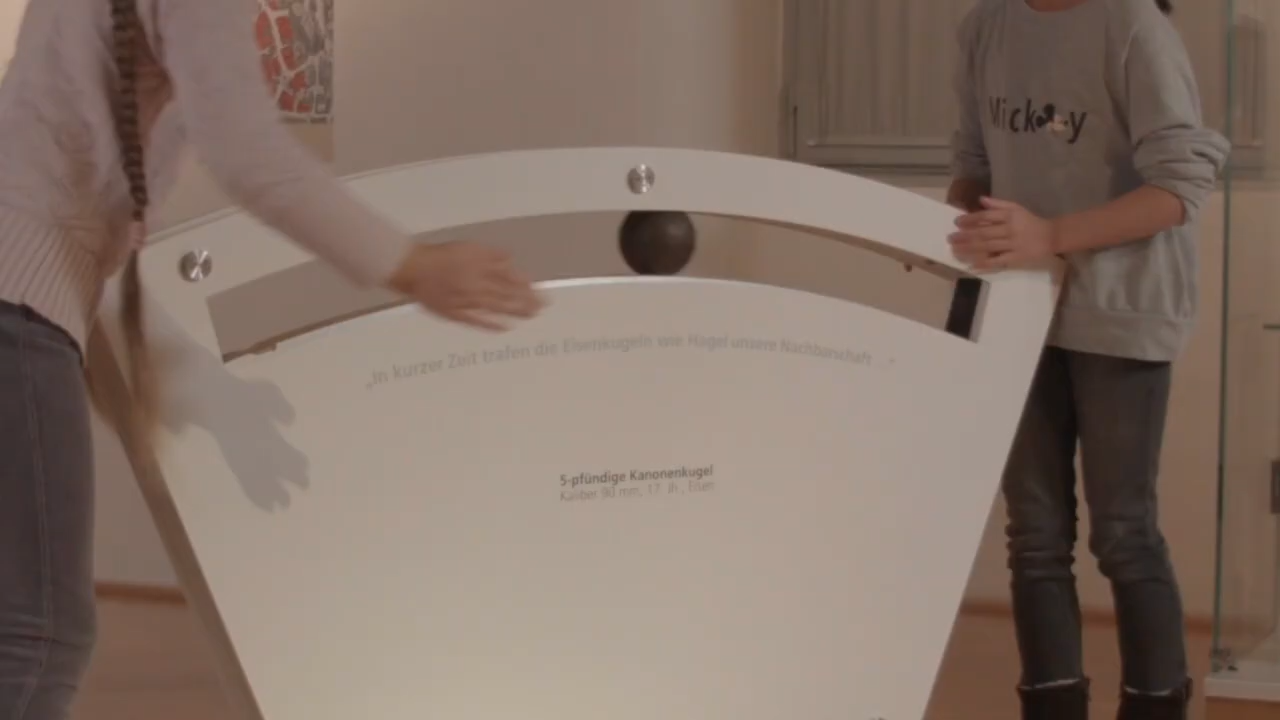 Mickey
„In kurzer Zeit trafen die Eisenkugeln wie Hagel unsere Nachbarschaft ..."
5-pfündige Kanonenkugel
Kaliber 90 mm, 17. Jh., Eisen